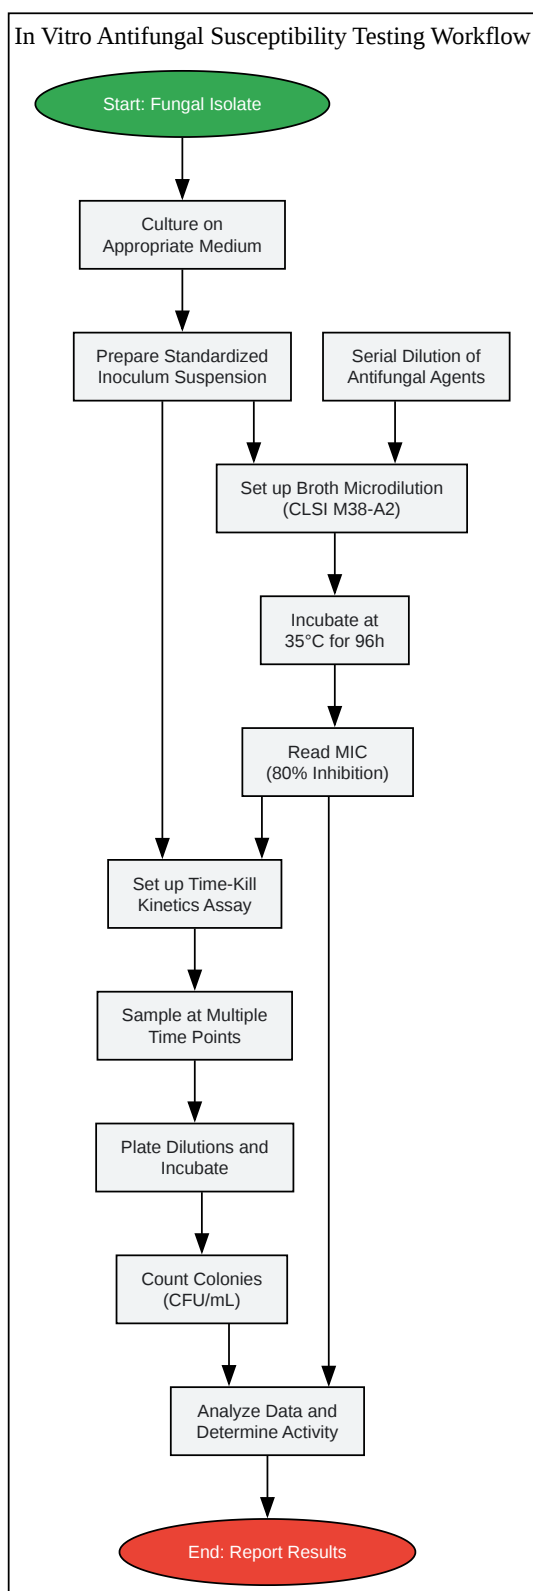 In Vitro Antifungal Susceptibility Testing Workflow
Start: Fungal Isolate
Culture on
Appropriate Medium
Prepare Standardized
Inoculum Suspension
Serial Dilution of
Antifungal Agents
Set up Broth Microdilution
(CLSI M38-A2)
Incubate at
35°C for 96h
Read MIC
(80% Inhibition)
Set up Time-Kill
Kinetics Assay
Sample at Multiple
Time Points
Plate Dilutions and
Incubate
Count Colonies
(CFU/mL)
Analyze Data and
Determine Activity
End: Report Results